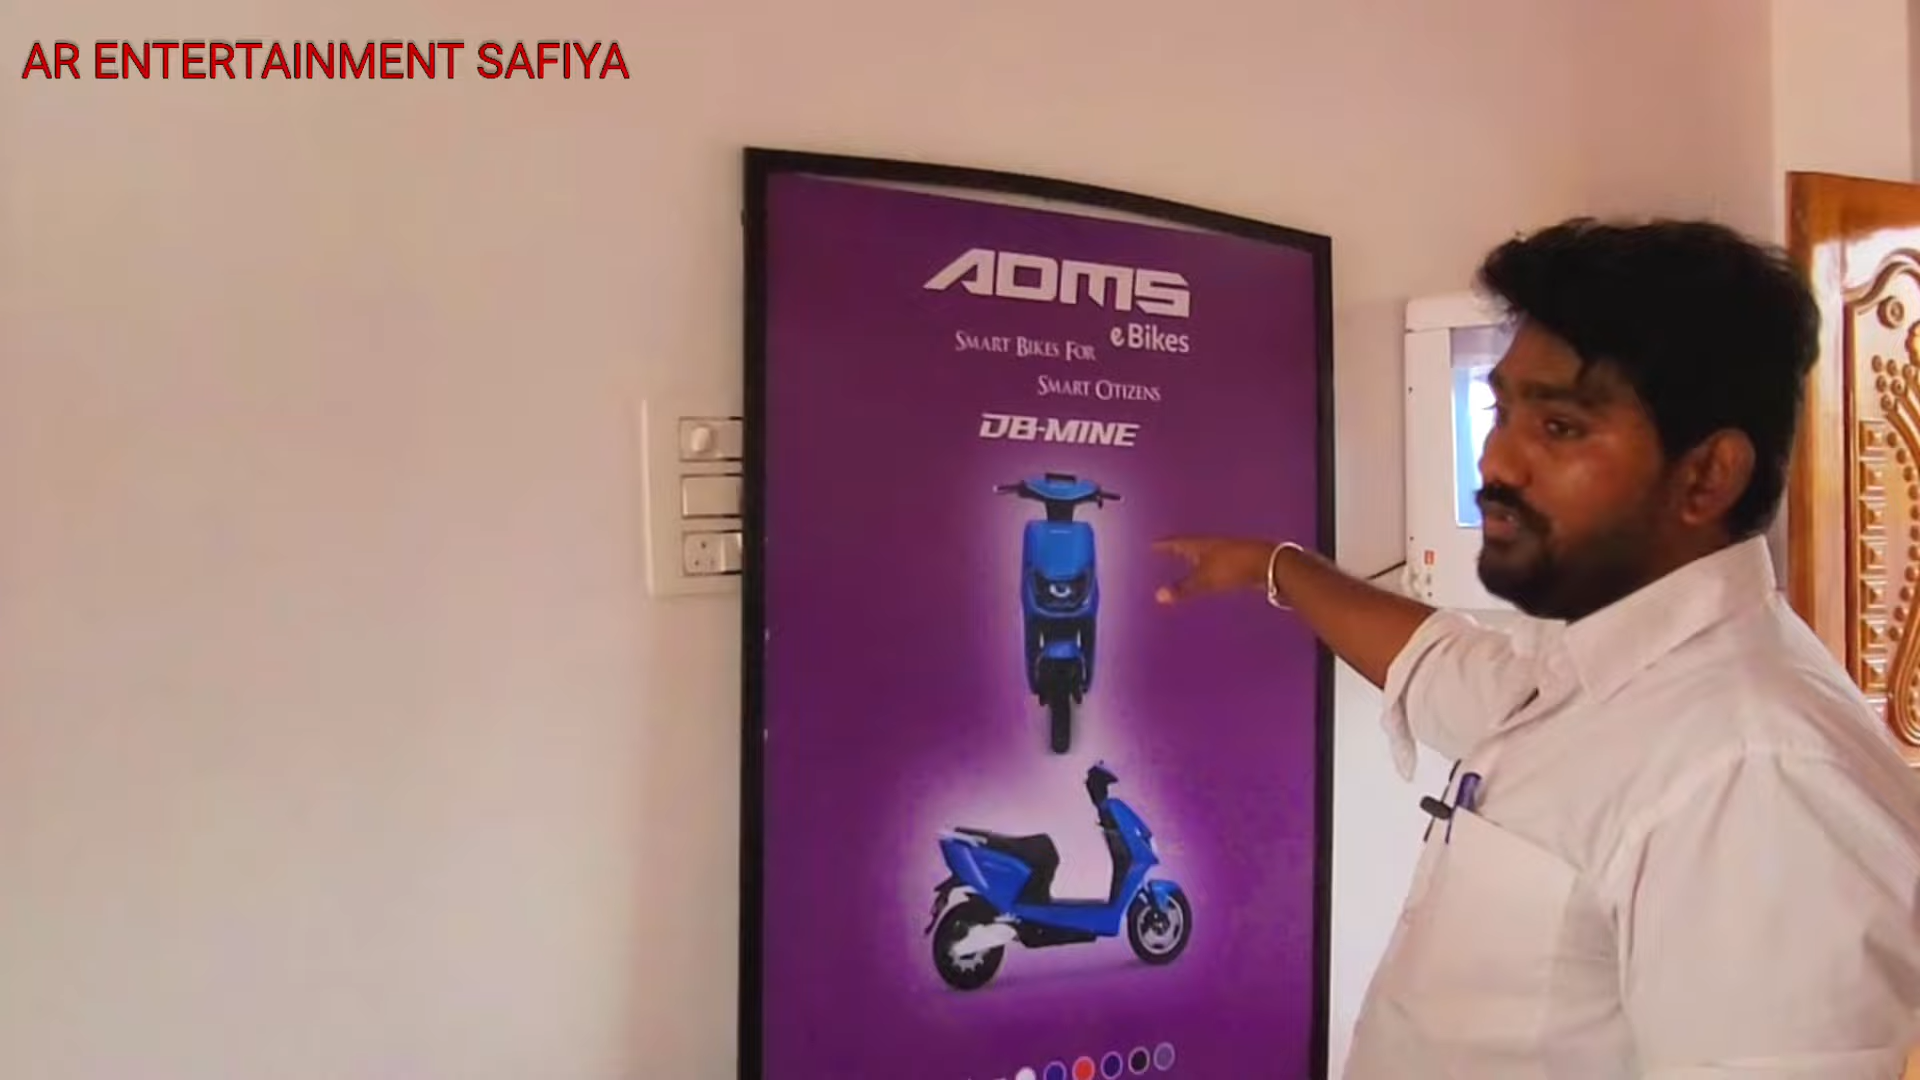 AR ENTERTAINMENT SAFIYA
ADMS
eBikes
SMART BIKES FOR
SMART CITIZENS
DB-MINE